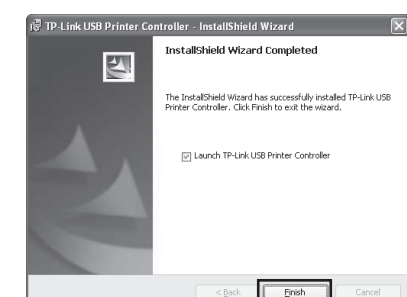 TP-Link USB Printer Controller - InstallShield Wizard
InstallShield Wizard Completed
The InstallShield Wizard has successfully installed TP-Link USB
Printer Controller. Click Finish to exit the wizard.
Launch TP-Link USB Printer Controller
< Back
Finish
Cancel